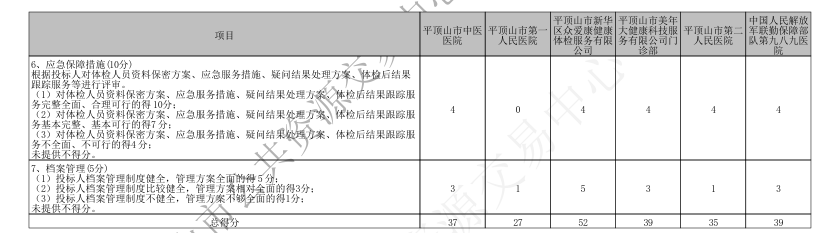 项目
平顶山市中医
医院
平顶山市第一
人民医院
平顶山市新华
区众爱康健康
体检服务有限
公司
平顶山市美年
大健康科技服
务有限公司门
诊部
平顶山市第二
人民医院
中国人民解放
军联勤保障部
队第九八九医
院
6、应急保障措施(10分)
根据投标人对体检人员资料保密方案、应急服务措施、疑问结果处理方案、体检后结果
跟踪服务等进行评审。
（1）对体检人员资料保密方案、应急服务措施、疑问结果处理方案、体检后结果跟踪服
务完整全面、合理可行的得10分；
（2）对体检人员资料保密方案、应急服务措施、疑问结果处理方案、体检后结果跟踪服
务基本完整、基本可行的得7分；
（3）对体检人员资料保密方案、应急服务措施、疑问结果处理方案、体检后结果跟踪服
务不全面、不可行的得4分；
未提供不得分。
4 0 4 4 4 4
7、档案管理(5分)
（1）投标人档案管理制度健全，管理方案全面的得5分；
（2）投标人档案管理制度比较健全，管理方案相对全面的得3分；
（3）投标人档案管理制度不健全，管理方案不够全面的得1分；
未提供不得分。
3 1 5 3 1 3
总得分 37 27 52 39 35 39